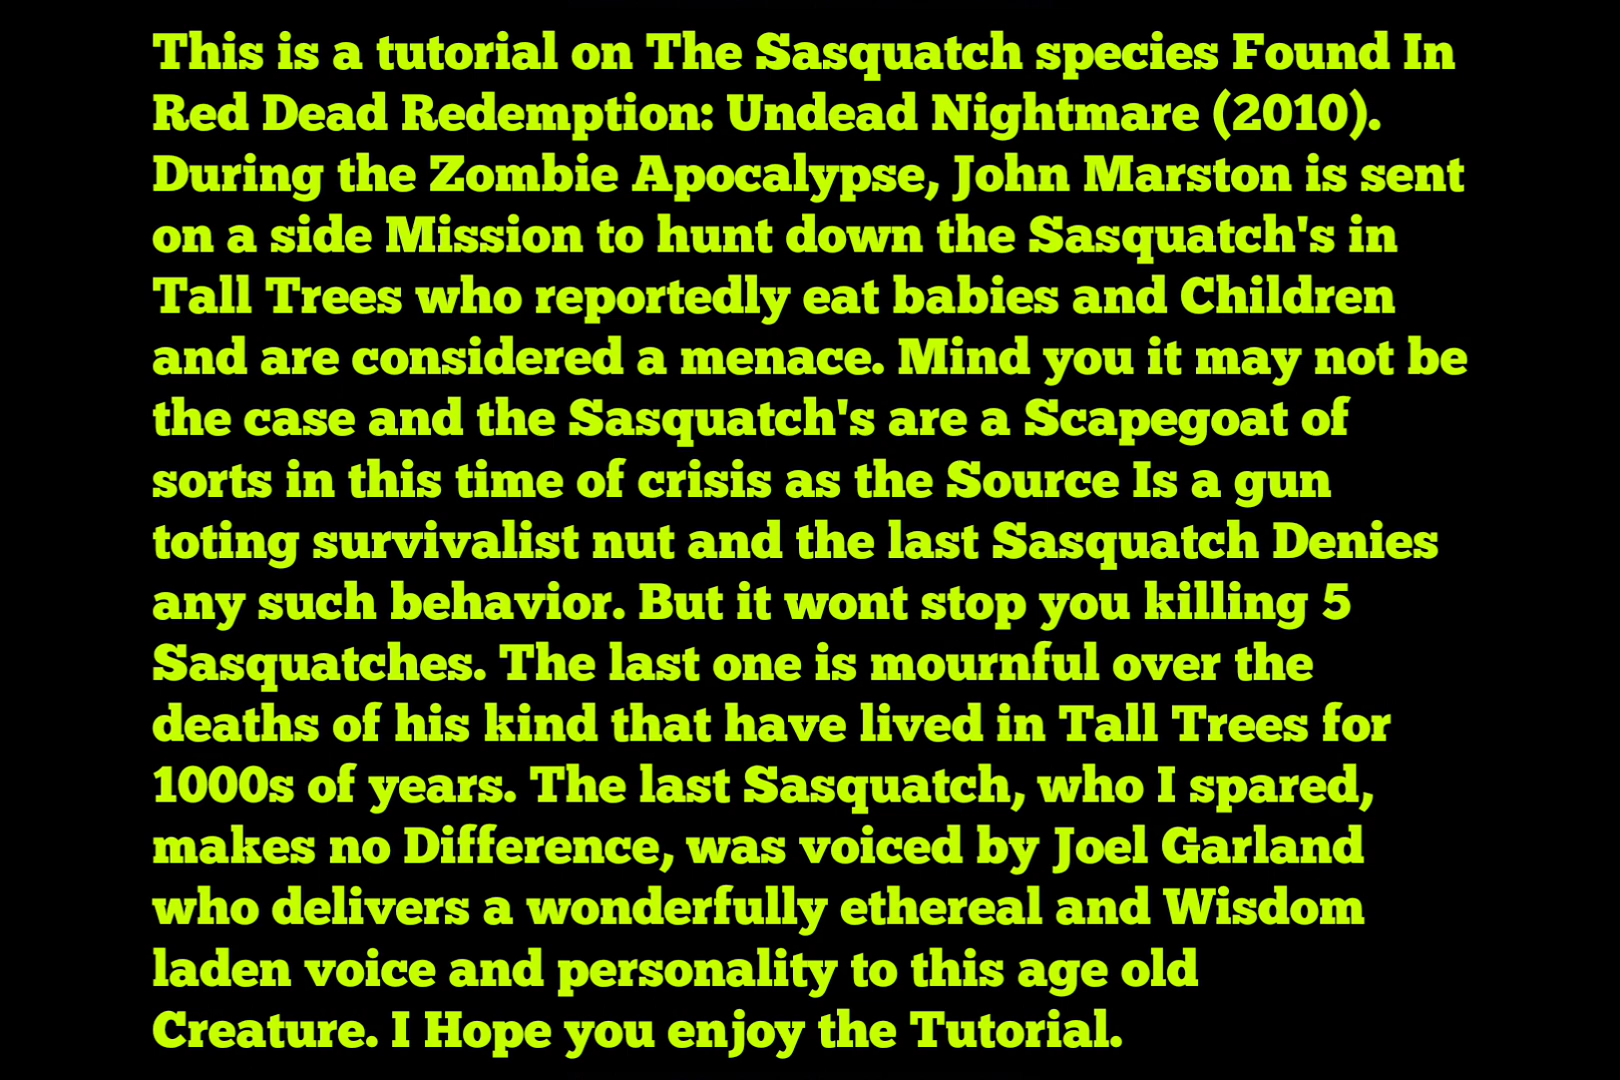 This is a tutorial on The Sasquatch species Found In
Red Dead Redemption: Undead Nightmare (2010).
During the Zombie Apocalypse, John Marston is sent
on a side Mission to hunt down the Sasquatch's in
Tall Trees who reportedly eat babies and Children
and are considered a menace. Mind you it may not be
the case and the Sasquatch's are a Scapegoat of
sorts in this time of crisis as the Source Is a gun
toting survivalist nut and the last Sasquatch Denies
any such behavior. But it wont stop you killing 5
Sasquatches. The last one is mournful over the
deaths of his kind that have lived in Tall Trees for
1000s of years. The last Sasquatch, who I spared,
makes no Difference, was voiced by Joel Garland
who delivers a wonderfully ethereal and Wisdom
laden voice and personality to this age old
Creature. I Hope you enjoy the Tutorial.